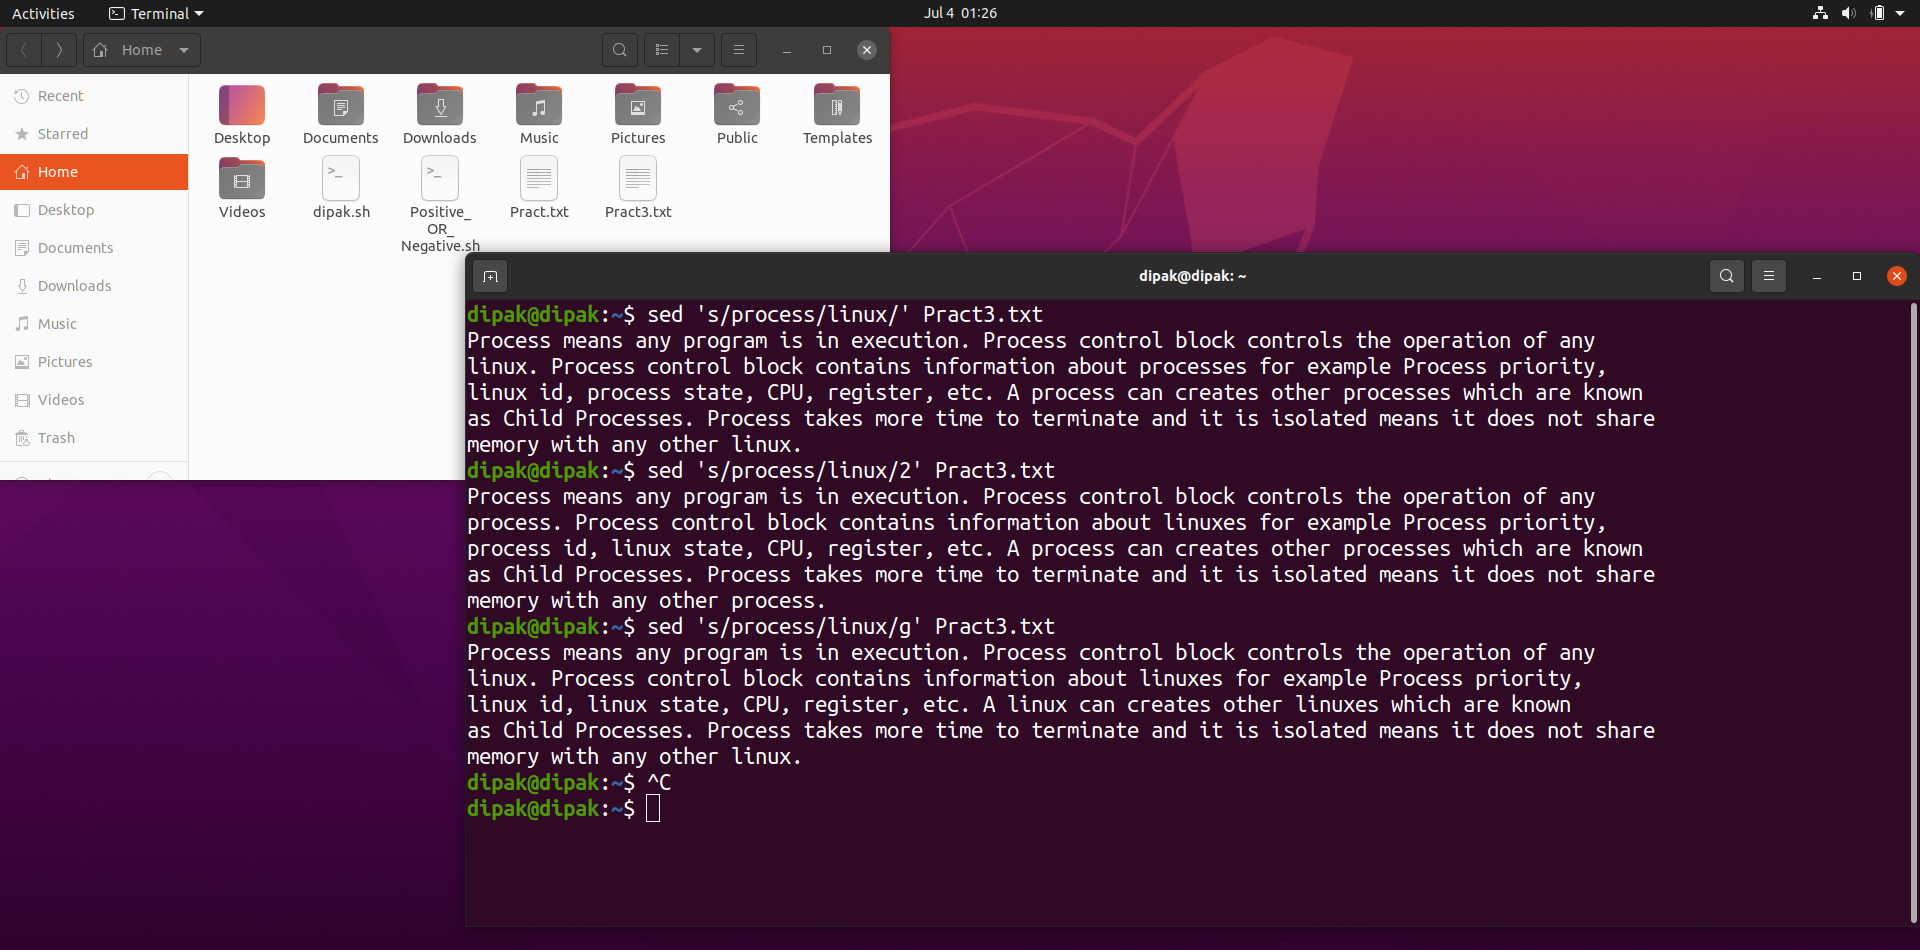 Activities
Terminal
Jul 4 01:26
Home
Recent
Starred
Home
Desktop
Documents
Downloads
Music
Pictures
Videos
Trash
Desktop
Documents
Downloads
Music
Pictures
Public
Templates
Videos
dipak.sh
Positive_
OR_
Negative.sh
Pract.txt
Pract3.txt
dipak@dipak: ~
dipak@dipak:~$ sed 's/process/linux/' Pract3.txt
Process means any program is in execution. Process control block controls the operation of any
linux. Process control block contains information about processes for example Process priority,
linux id, process state, CPU, register, etc. A process can creates other processes which are known
as Child Processes. Process takes more time to terminate and it is isolated means it does not share
memory with any other linux.
dipak@dipak:~$ sed 's/process/linux/2' Pract3.txt
Process means any program is in execution. Process control block controls the operation of any
process. Process control block contains information about linuxes for example Process priority,
process id, linux state, CPU, register, etc. A process can creates other processes which are known
as Child Processes. Process takes more time to terminate and it is isolated means it does not share
memory with any other process.
dipak@dipak:~$ sed 's/process/linux/g' Pract3.txt
Process means any program is in execution. Process control block controls the operation of any
linux. Process control block contains information about linuxes for example Process priority,
linux id, linux state, CPU, register, etc. A linux can creates other linuxes which are known
as Child Processes. Process takes more time to terminate and it is isolated means it does not share
memory with any other linux.
dipak@dipak:~$ ^C
dipak@dipak:~$